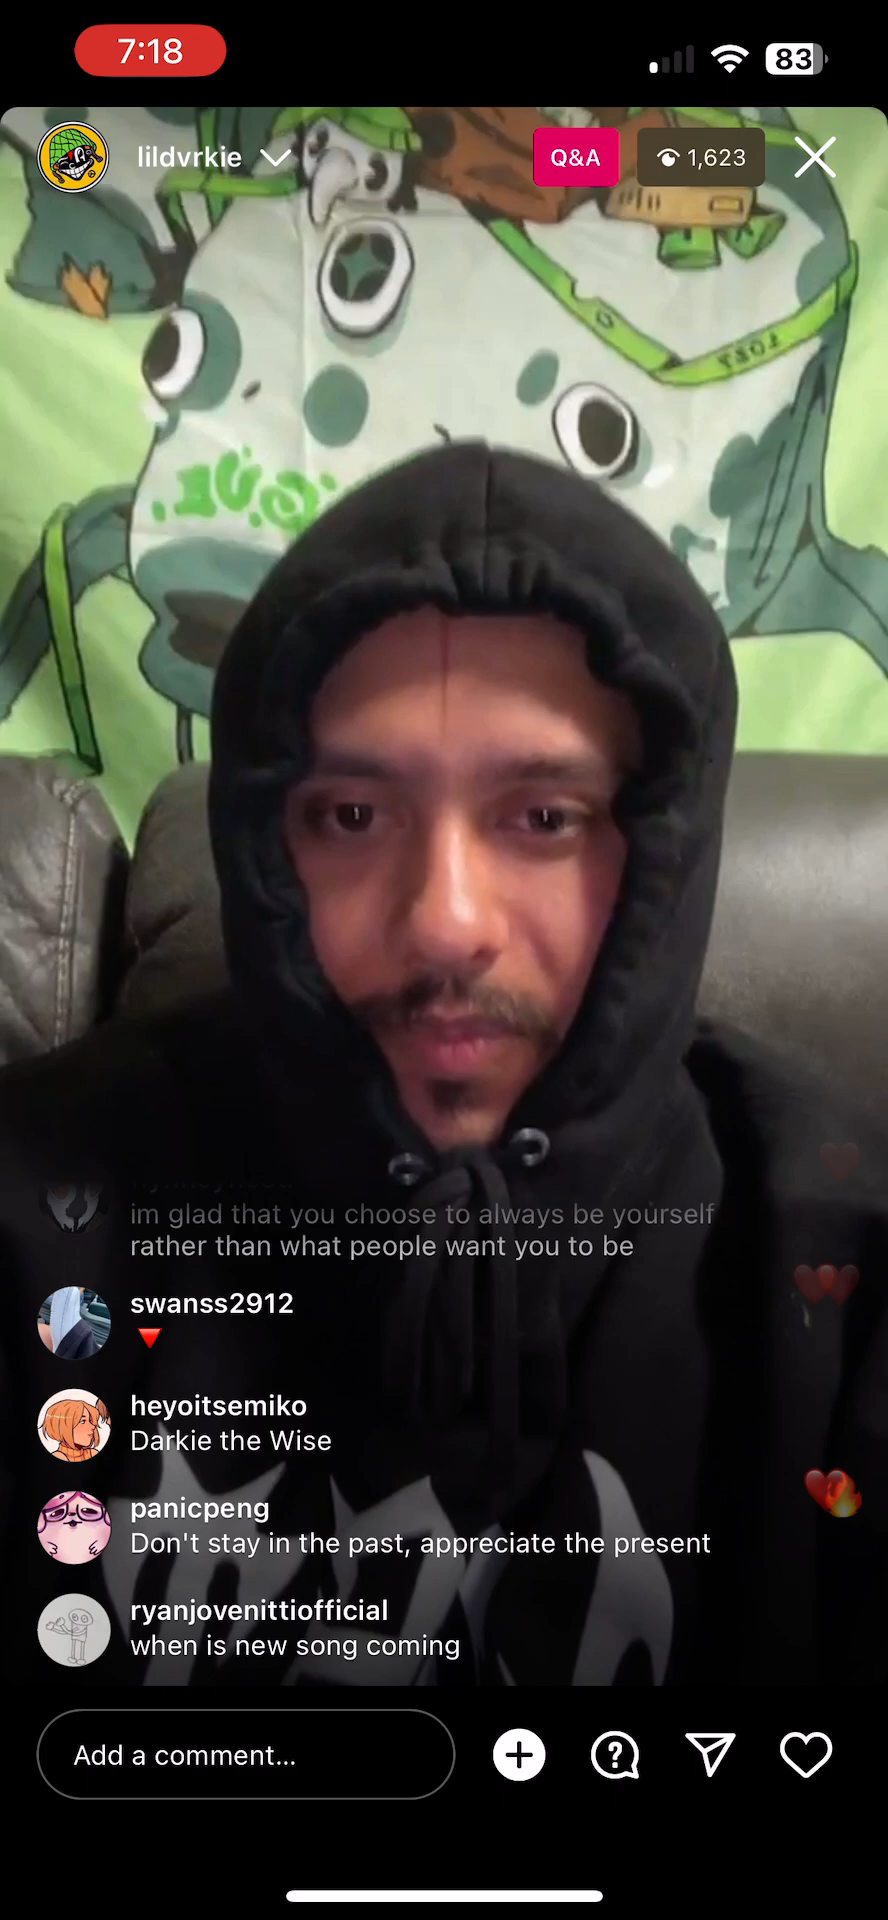 7:18
83
lildvrkie
Q&A
1,623
im glad that you choose to always be yourself
rather than what people want you to be
swanss2912
🔻
heyoitsemiko
Darkie the Wise
panicpeng
Don't stay in the past, appreciate the present
ryanjovenittiofficial
when is new song coming
Add a comment...